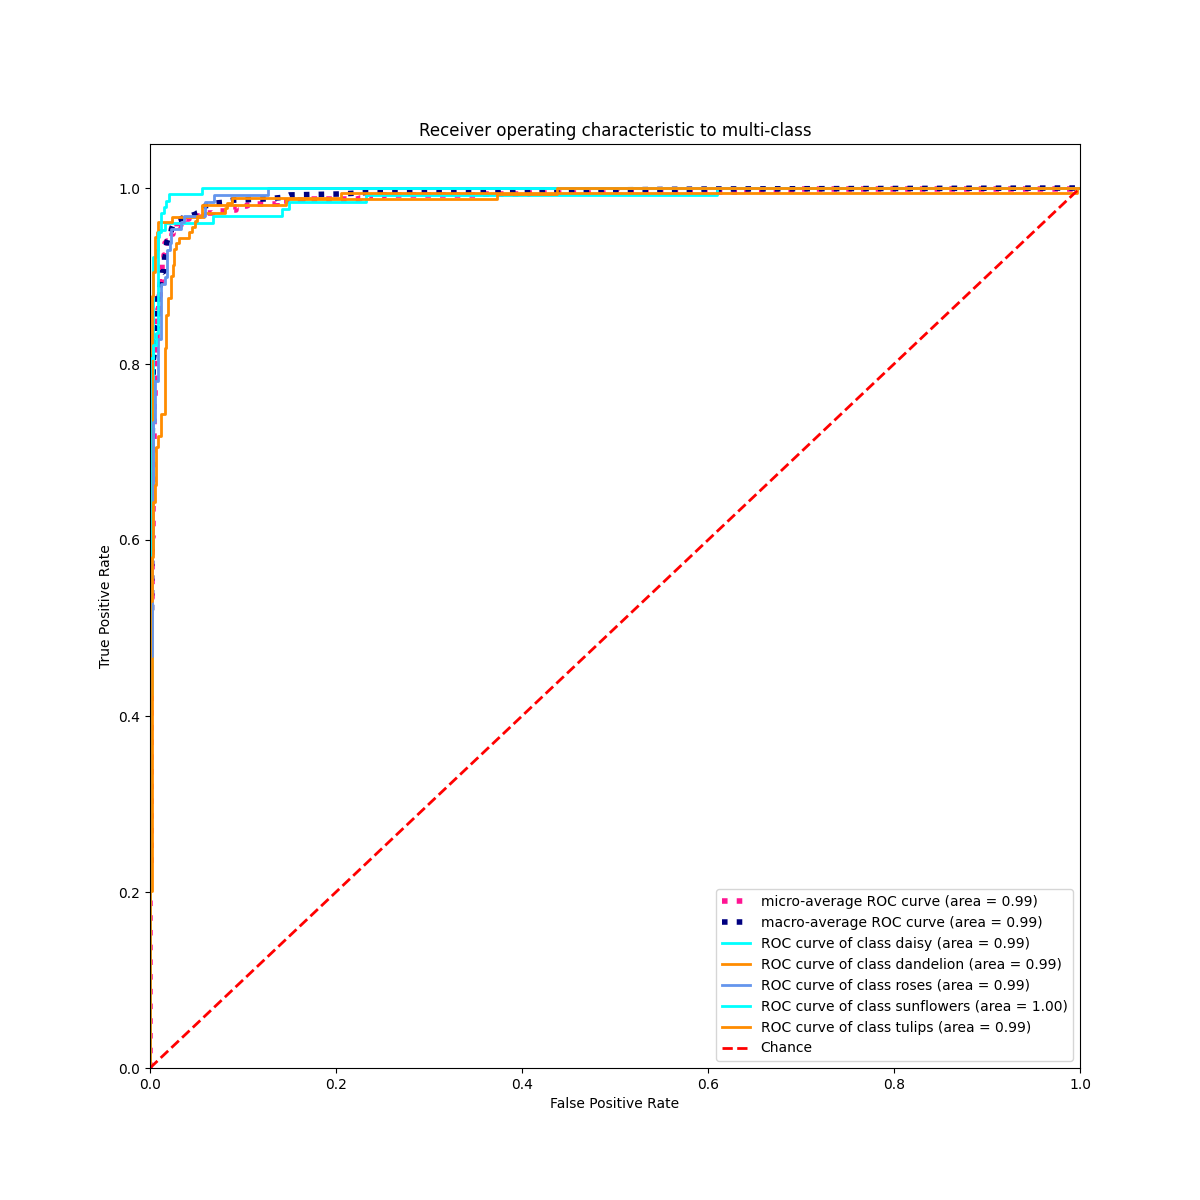 Receiver operating characteristic to multi-class
1.0
0.8
0.6
0.4
0.2
0.0
True Positive Rate
micro-average ROC curve (area = 0.99)
macro-average ROC curve (area = 0.99)
ROC curve of class daisy (area = 0.99)
ROC curve of class dandelion (area = 0.99)
ROC curve of class roses (area = 0.99)
ROC curve of class sunflowers (area = 1.00)
ROC curve of class tulips (area = 0.99)
Chance
0.0 0.2 0.4 0.6 0.8 1.0
False Positive Rate